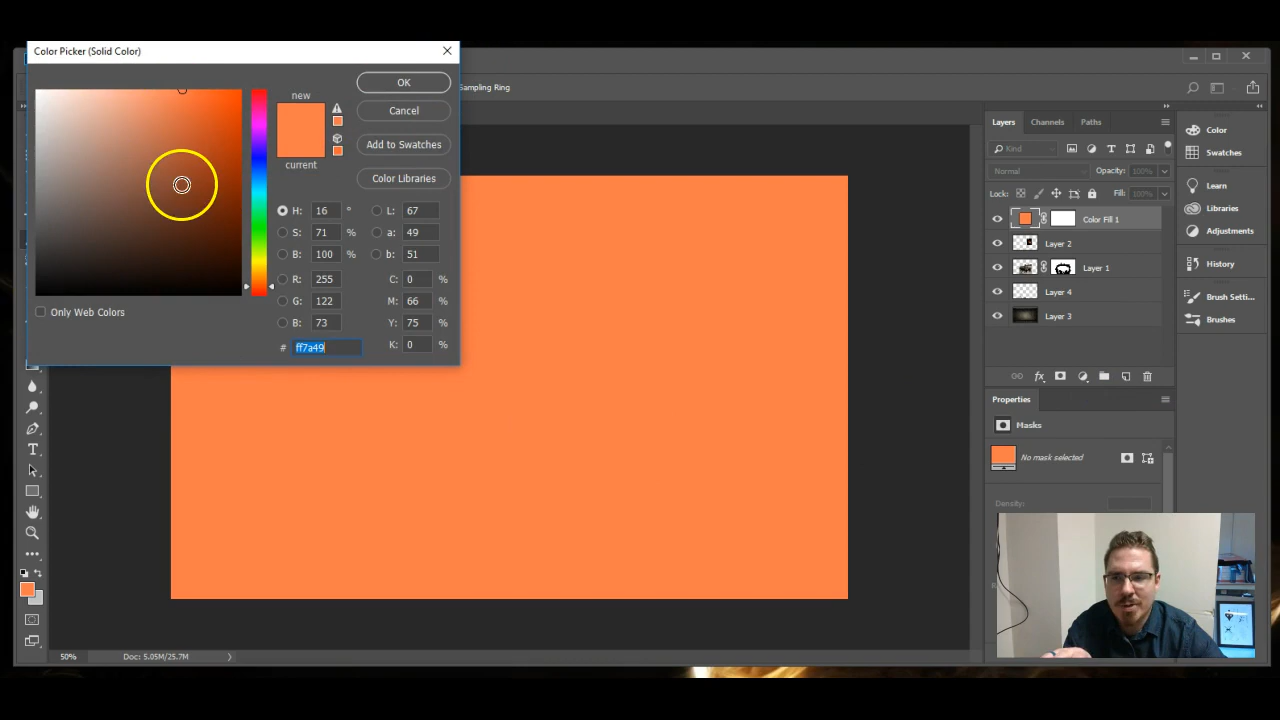 Color Picker (Solid Color)
new
current
OK
Cancel
Add to Swatches
Color Libraries
H: 16 °
S: 71 %
B: 100 %
R: 255
G: 122
B: 73
L: 67
a: 49
b: 51
C: 0 %
M: 66 %
Y: 75 %
K: 0 %
Only Web Colors
# ff7a49
Sampling Ring
Layers Channels Paths
Kind
Normal Opacity: 100%
Lock: Fill: 100%
Color Fill 1
Layer 2
Layer 1
Layer 4
Layer 3
fx
Properties
Masks
No mask selected
Density:
Color
Swatches
Learn
Libraries
Adjustments
History
Brush Setti...
Brushes
50% Doc: 5.05M/25.7M